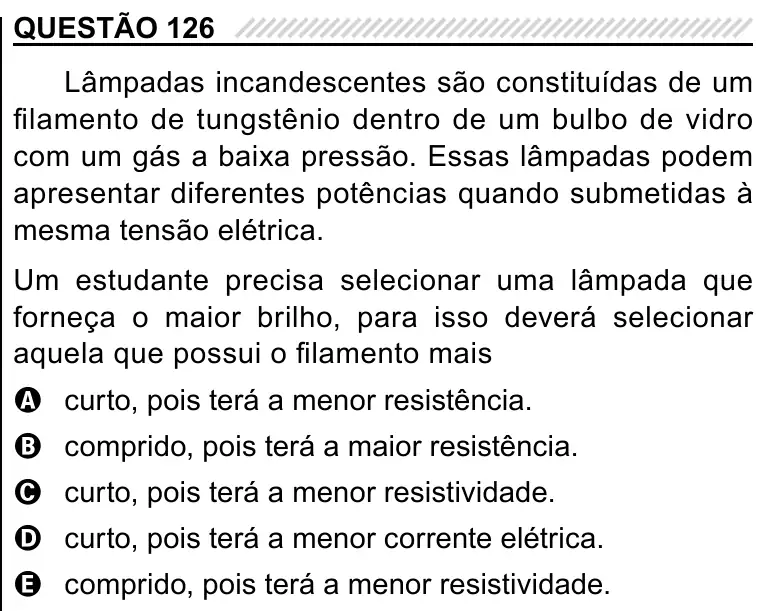 QUESTÃO 126
Lâmpadas incandescentes são constituídas de um
filamento de tungstênio dentro de um bulbo de vidro
com um gás a baixa pressão. Essas lâmpadas podem
apresentar diferentes potências quando submetidas à
mesma tensão elétrica.
Um estudante precisa selecionar uma lâmpada que
forneça o maior brilho, para isso deverá selecionar
aquela que possui o filamento mais
A curto, pois terá a menor resistência.
B comprido, pois terá a maior resistência.
C curto, pois terá a menor resistividade.
D curto, pois terá a menor corrente elétrica.
E comprido, pois terá a menor resistividade.